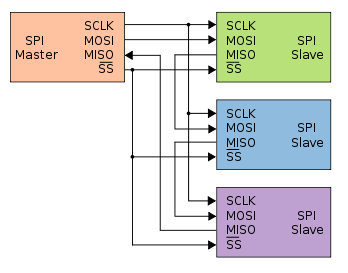 SCLK
SPI MOSI
Master MISO
SS
SCLK
MOSI SPI
MISO Slave
SS
SCLK
MOSI SPI
MISO Slave
SS
SCLK
MOSI SPI
MISO Slave
SS